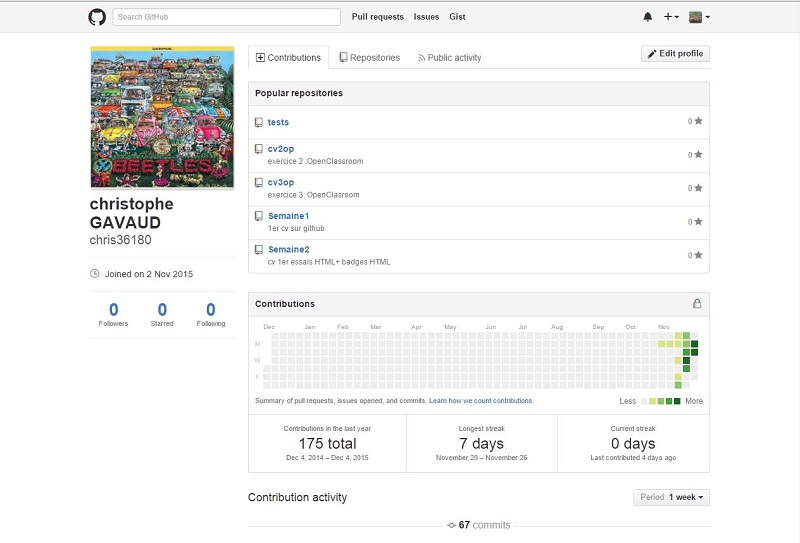 Search GitHub
Pull requests Issues Gist
BEETLES
christophe
GAVAUD
chris36180
Joined on 2 Nov 2015
0 0 0
Followers Starred Following
Contributions Repositories Public activity
Edit profile
Popular repositories
tests
0
cv2op
exercice 2 :OpenClassroom
0
cv3op
exercice 3: OpenClasrom
0
Semaine1
1er cv sur github
0
Semaine2
cv 1er essais HTML+ badges HTML
0
Contributions
Dec Jan Feb Mar Apr May Jun Jul Aug Sep Oct Nov
M
W
F
Summary of pull requests, issues opened, and commits. Learn how we count contributions.
Less More
Contributions in the last year
175 total
Dec 4, 2014 – Dec 4, 2015
Longest streak
7 days
November 20 – November 26
Current streak
0 days
Last contributed 4 days ago
Contribution activity
Period: 1 week
67 commits